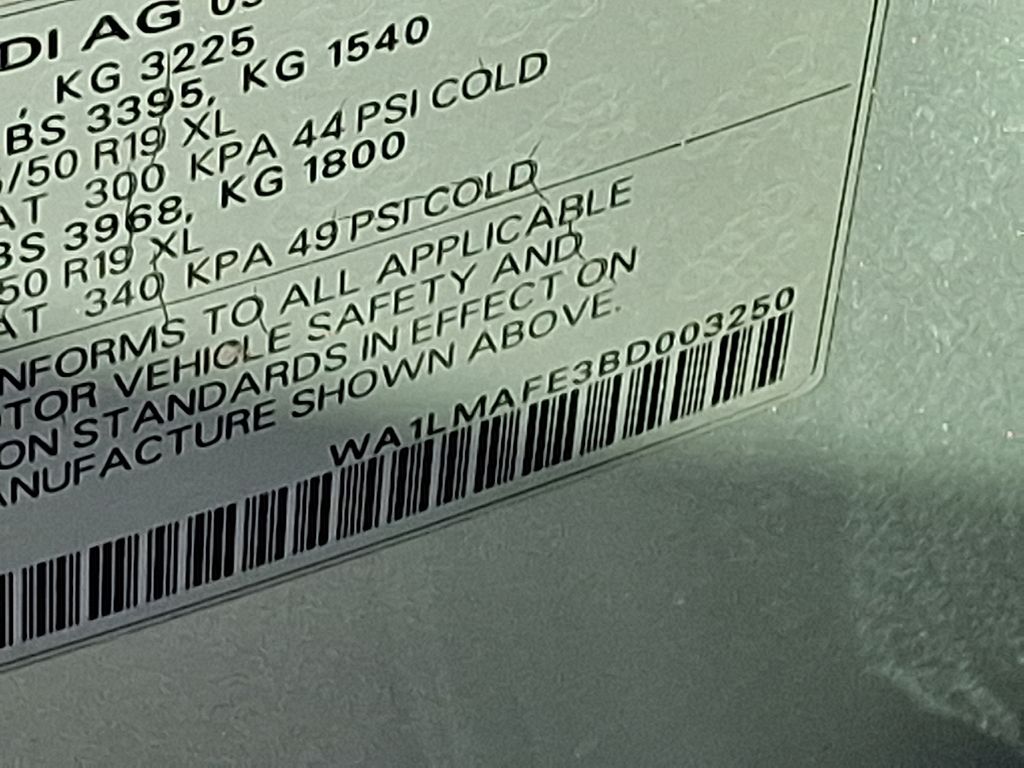 DI AG 0
, KG 3225
BS 3395, KG 1540
/50 R19 XL
AT 300 KPA 44 PSI COLD
BS 3968, KG 1800
50 R19 XL
AT 340 KPA 49 PSI COLD
NFORMS TO ALL APPLICABLE
TOR VEHICLE SAFETY AND
ON STANDARDS IN EFFECT ON
ANUFACTURE SHOWN ABOVE.
WA1LMAFE3BD003250